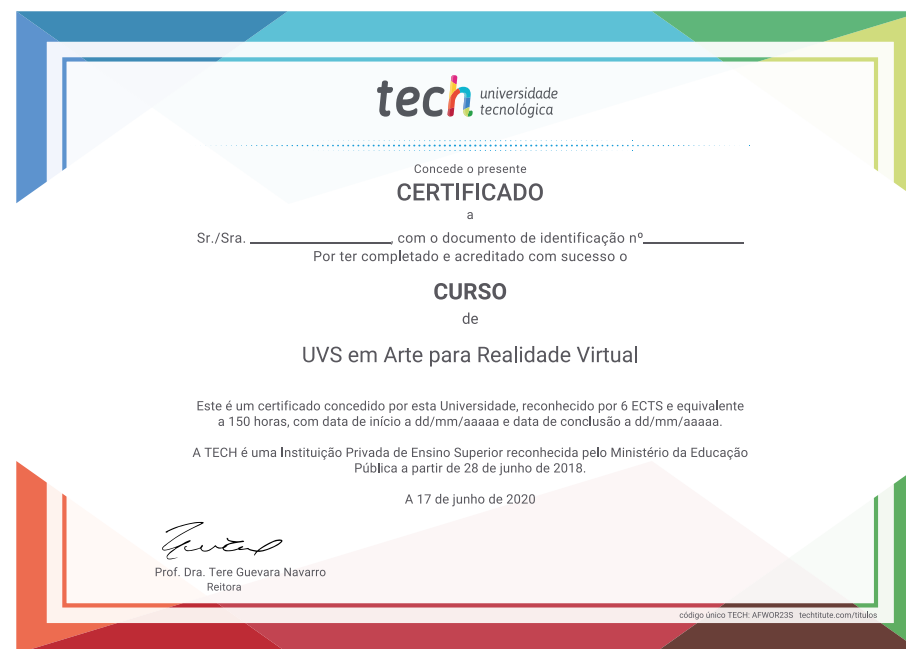 tech universidade
tecnológica
Concede o presente
CERTIFICADO
a
Sr./Sra. ________________, com o documento de identificação nº____________
Por ter completado e acreditado com sucesso o
CURSO
de
UVS em Arte para Realidade Virtual
Este é um certificado concedido por esta Universidade, reconhecido por 6 ECTS e equivalente
a 150 horas, com data de início a dd/mm/aaaaa e data de conclusão a dd/mm/aaaaa.
A TECH é uma Instituição Privada de Ensino Superior reconhecida pelo Ministério da Educação
Pública a partir de 28 de junho de 2018.
A 17 de junho de 2020
Prof. Dra. Tere Guevara Navarro
Reitora
código único TECH: AFWOR23S techtitute.com/titulos